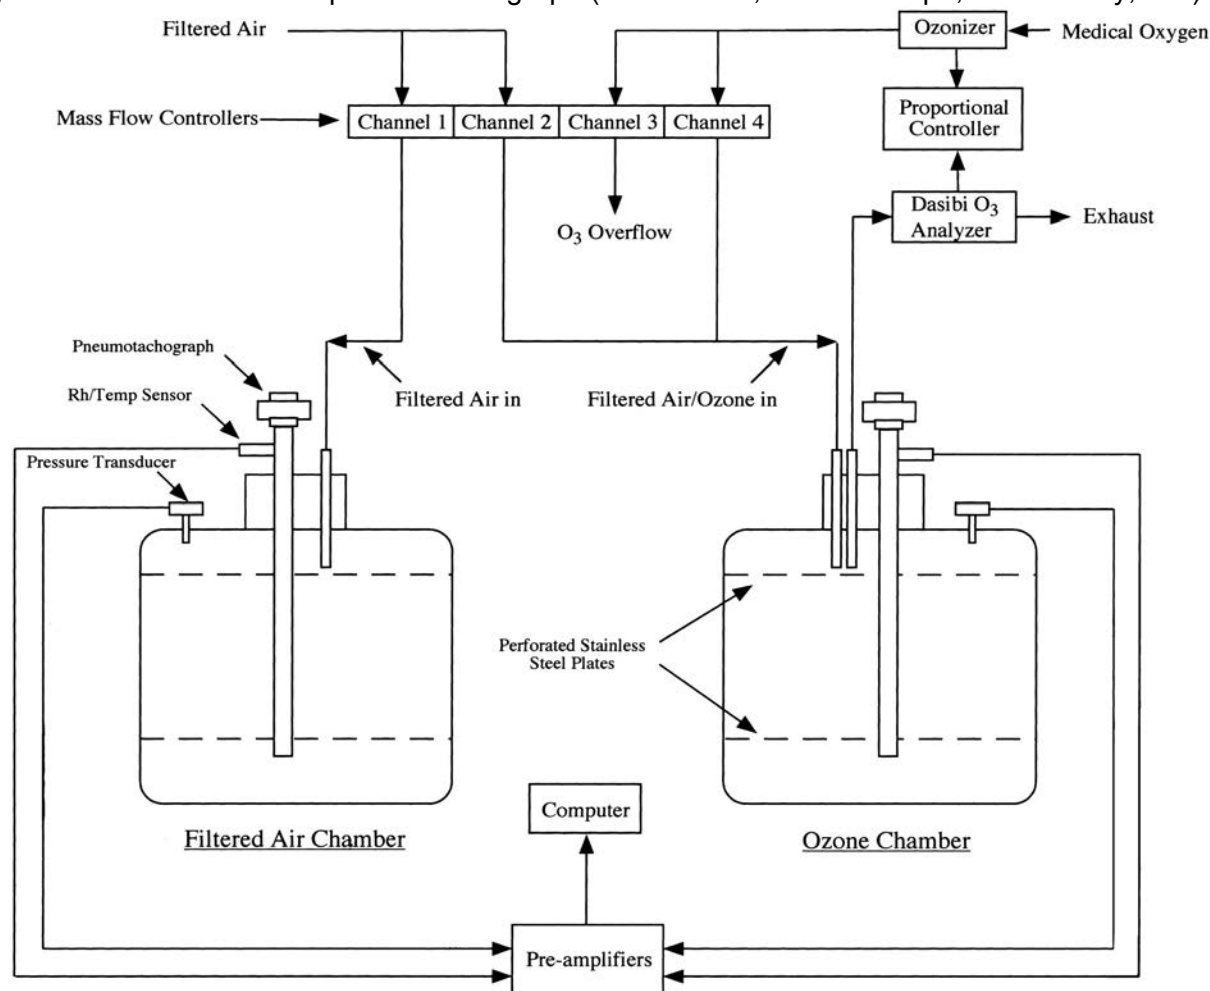 Filtered Air
Ozonizer
Medical Oxygen
Mass Flow Controllers
Channel 1
Channel 2
Channel 3
Channel 4
Proportional
Controller
Dasibi O3
Analyzer
Exhaust
O3 Overflow
Pneumotachograph
Rh/Temp Sensor
Pressure Transducer
Filtered Air in
Filtered Air/Ozone in
Perforated Stainless
Steel Plates
Computer
Filtered Air Chamber
Ozone Chamber
Pre-amplifiers